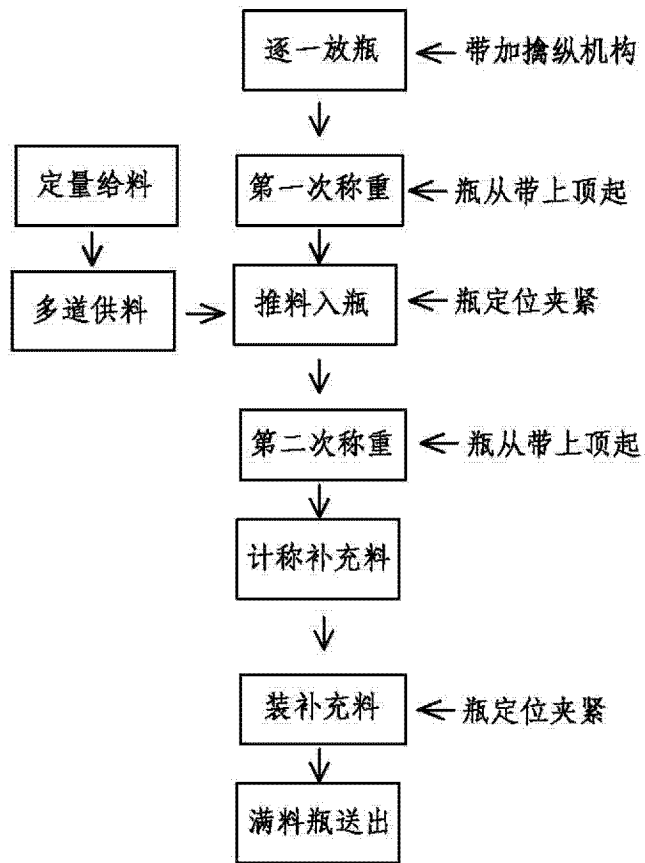 逐一放瓶
带加擒纵机构
定量给料
第一次称重
瓶从带上顶起
多道供料
推料入瓶
瓶定位夹紧
第二次称重
瓶从带上顶起
计称补充料
装补充料
瓶定位夹紧
满料瓶送出